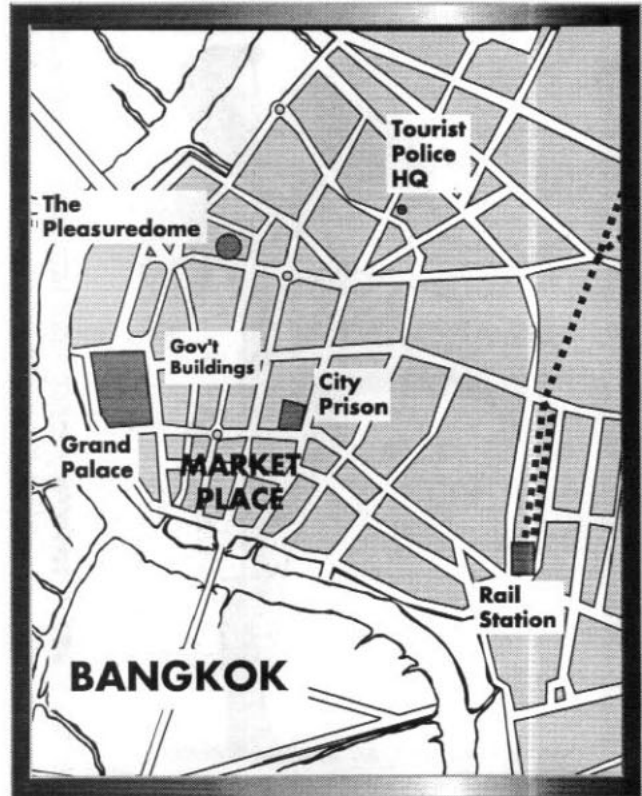 Tourist
Police
HQ
The
Pleasuredome
Gov't
Buildings
City
Prison
Grand
Palace
MARKET
PLACE
Rail
Station
BANGKOK